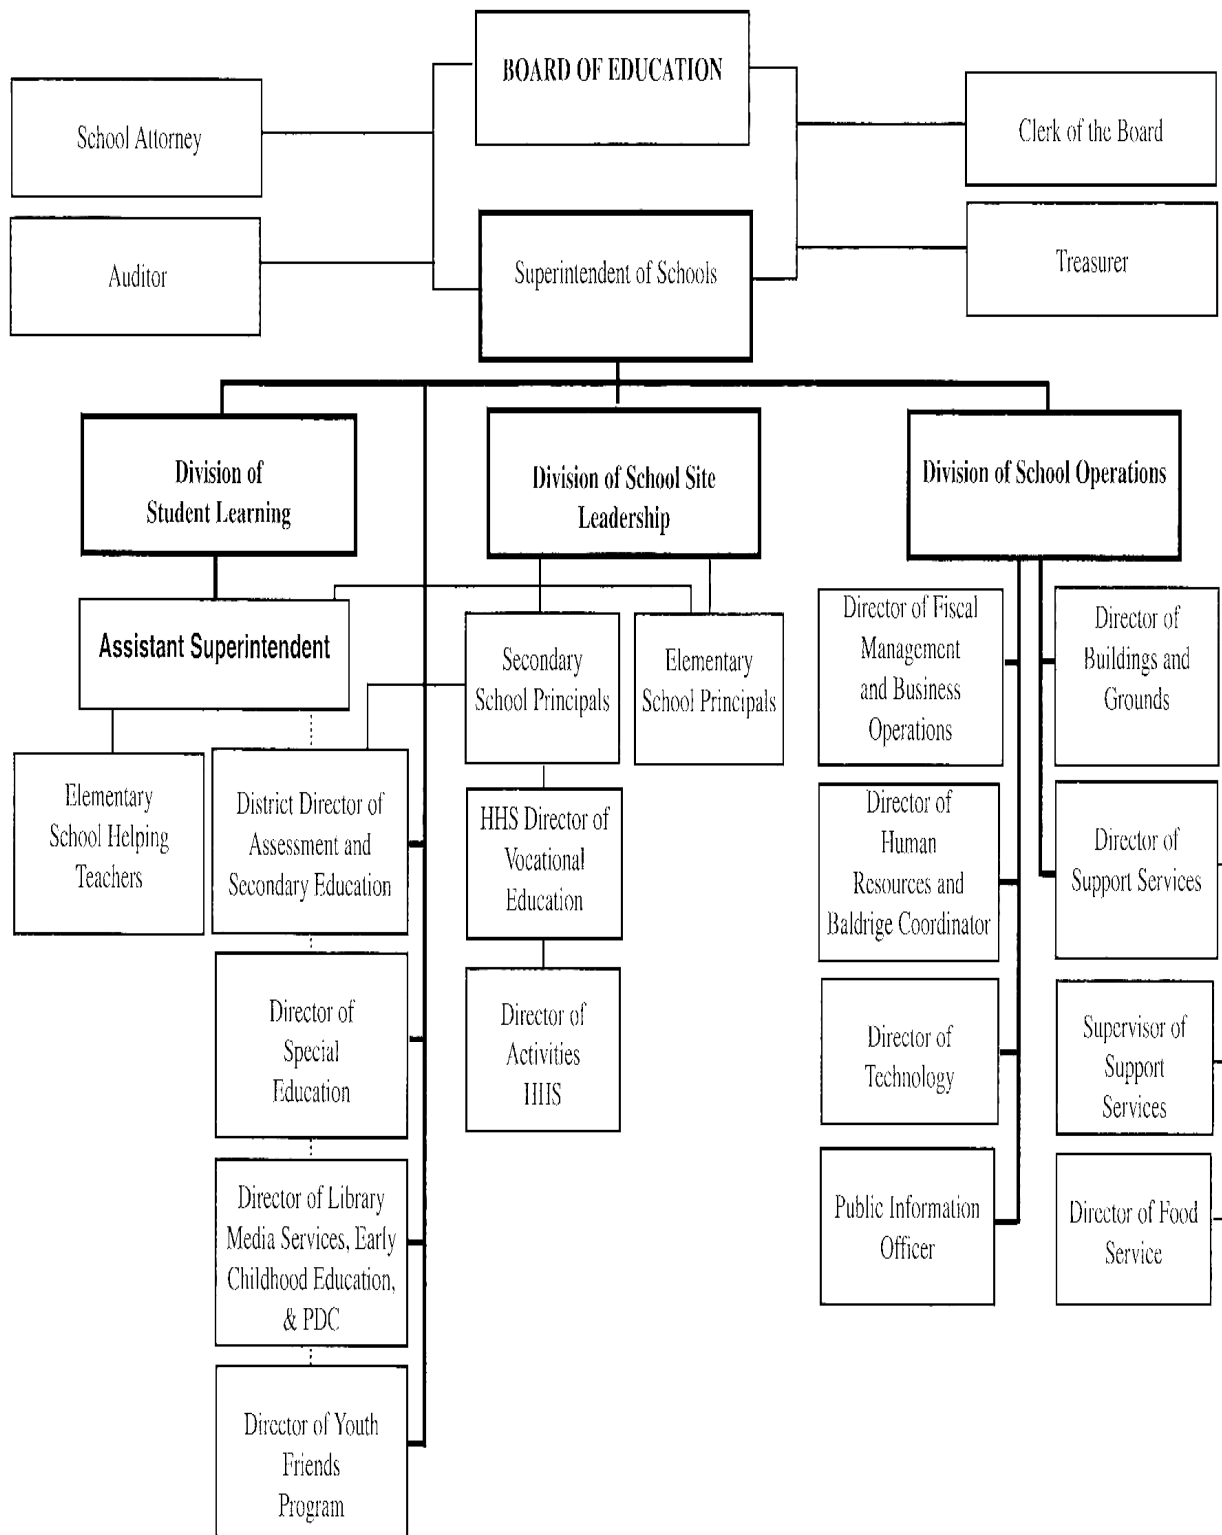 BOARD OF EDUCATION
School Attorney
Clerk of the Board
Auditor
Superintendent of Schools
Treasurer
Division of
Student Learning
Division of School Site
Leadership
Division of School Operations
Assistant Superintendent
Secondary
School Principals
Elementary
School Principals
Director of Fiscal
Management
and Business
Operations
Director of
Buildings and
Grounds
Elementary
School Helping
Teachers
District Director of
Assessment and
Secondary Education
HHS Director of
Vocational
Education
Director of
Human
Resources and
Baldrige Coordinator
Director of
Support Services
Director of
Special
Education
Director of
Activities
HHS
Director of
Technology
Supervisor of
Support
Services
Director of Library
Media Services, Early
Childhood Education,
& PDC
Public Information
Officer
Director of Food
Service
Director of Youth
Friends
Program